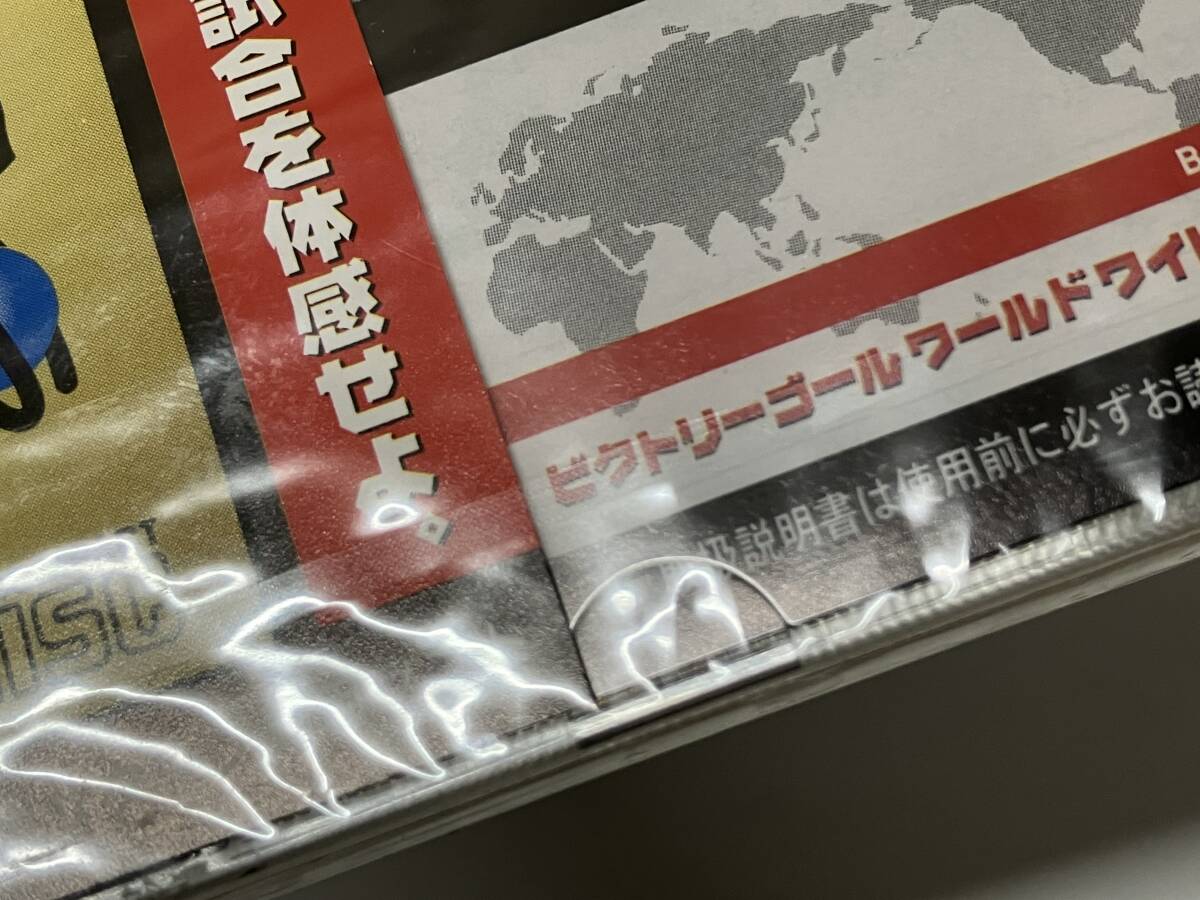 試合を体感せよ。
B
ビクトリーゴール ワールドワイ
扱説明書は使用前に必ずお読